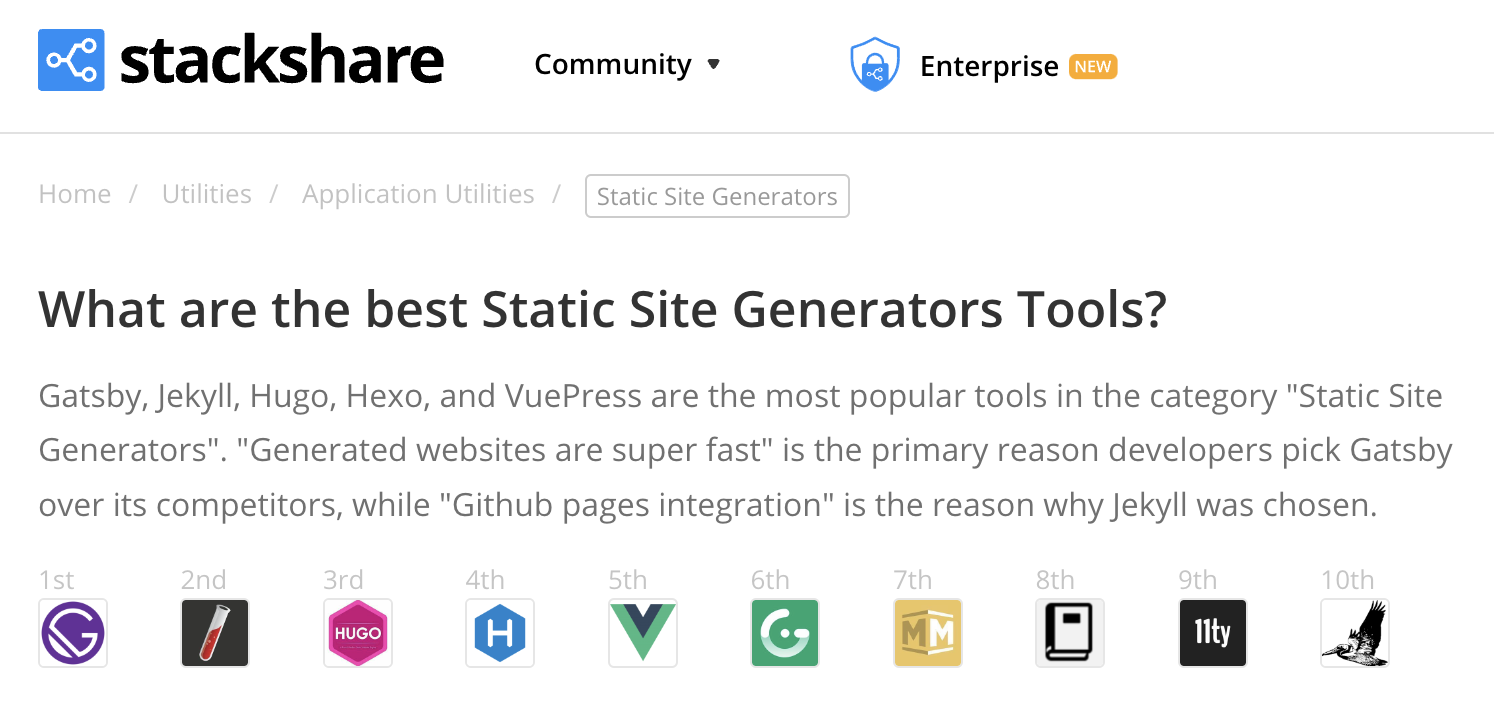 stackshare
Community
Enterprise NEW
Home / Utilities / Application Utilities / Static Site Generators
What are the best Static Site Generators Tools?
Gatsby, Jekyll, Hugo, Hexo, and VuePress are the most popular tools in the category "Static Site
Generators". "Generated websites are super fast" is the primary reason developers pick Gatsby
over its competitors, while "Github pages integration" is the reason why Jekyll was chosen.
1st 2nd 3rd 4th 5th 6th 7th 8th 9th 10th
G HUGO H G MM 11ty